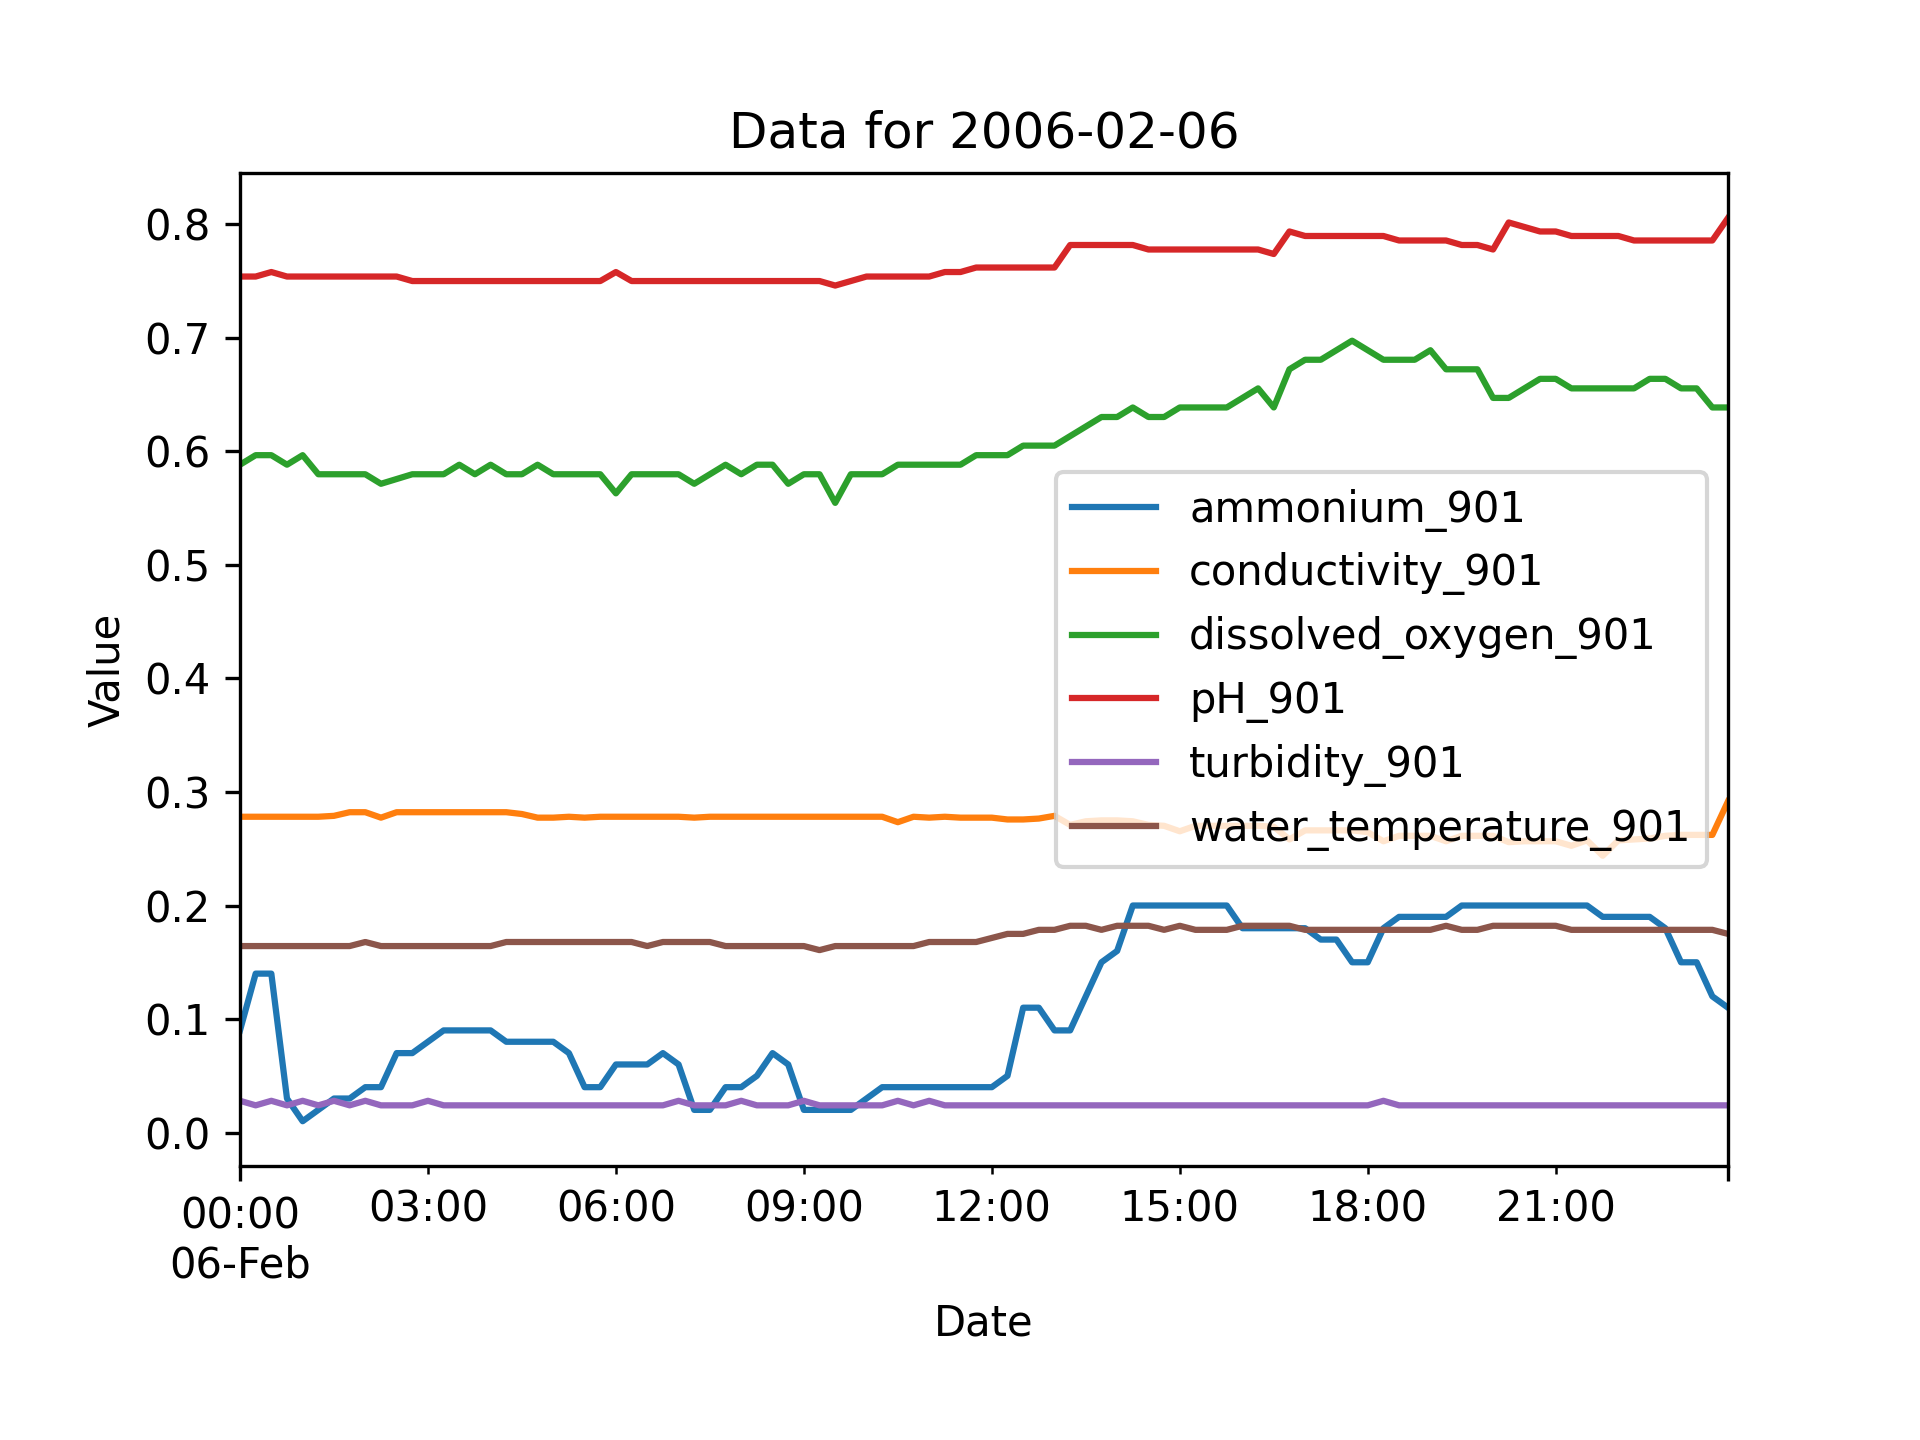 Data for 2006-02-06
0.8
0.7
0.6
0.5
0.4
0.3
0.2
0.1
0.0
Value
ammonium_901
conductivity_901
dissolved_oxygen_901
pH_901
turbidity_901
water_temperature_901
00:00 03:00 06:00 09:00 12:00 15:00 18:00 21:00
06-Feb
Date